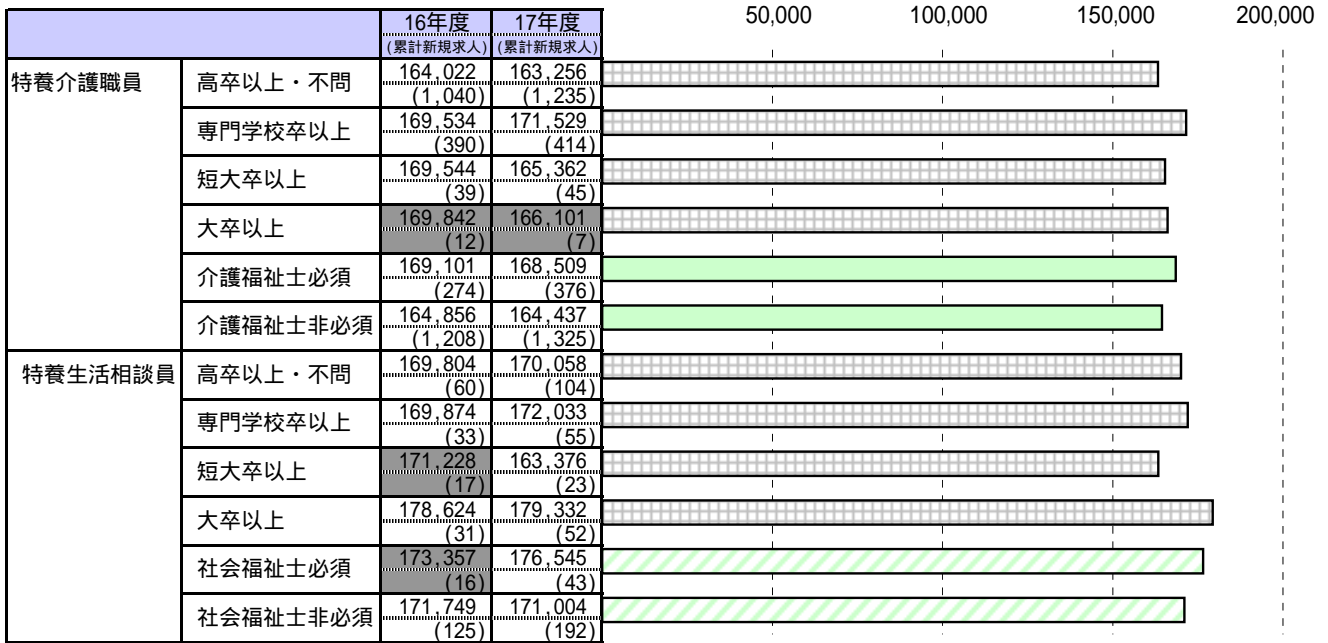 16年度 17年度 50,000 100,000 150,000 200,000
(累計新規求人) (累計新規求人)
特養介護職員 高卒以上・不問 164,022 163,256
(1,040) (1,235)
専門学校卒以上 169,534 171,529
(390) (414)
短大卒以上 169,544 165,362
(39) (45)
大卒以上 169,842 166,101
(12) (7)
介護福祉士必須 169,101 168,509
(274) (376)
介護福祉士非必須 164,856 164,437
(1,208) (1,325)
特養生活相談員 高卒以上・不問 169,804 170,058
(60) (104)
専門学校卒以上 169,874 172,033
(33) (55)
短大卒以上 171,228 163,376
(17) (23)
大卒以上 178,624 179,332
(31) (52)
社会福祉士必須 173,357 176,545
(16) (43)
社会福祉士非必須 171,749 171,004
(125) (192)